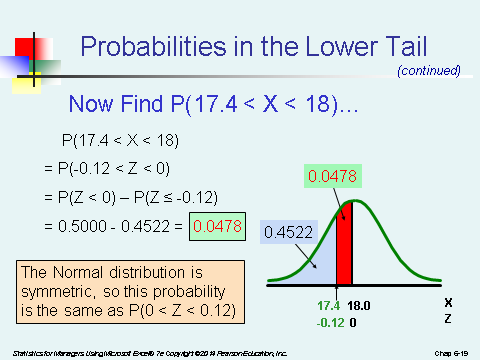 Probabilities in the Lower Tail
(continued)
Now Find P(17.4 < X < 18)…
P(17.4 < X < 18)
= P(-0.12 < Z < 0)
= P(Z < 0) – P(Z ≤ -0.12)
= 0.5000 - 0.4522 = 0.0478
The Normal distribution is
symmetric, so this probability
is the same as P(0 < Z < 0.12)
0.0478
0.4522
17.4 18.0 X
-0.12 0 Z
Statistics for Managers Using Microsoft Excel® 7e Copyright ©2014 Pearson Education, Inc.
Chap 6-19